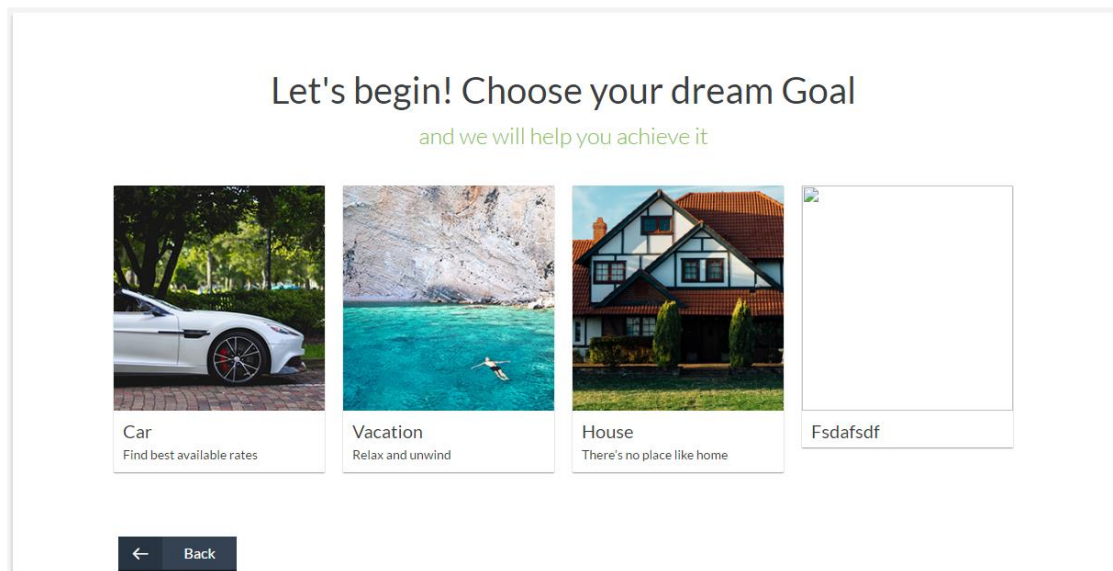 Let's begin! Choose your dream Goal
and we will help you achieve it
Car
Find best available rates
Vacation
Relax and unwind
House
There's no place like home
Fsdafsdf
Back